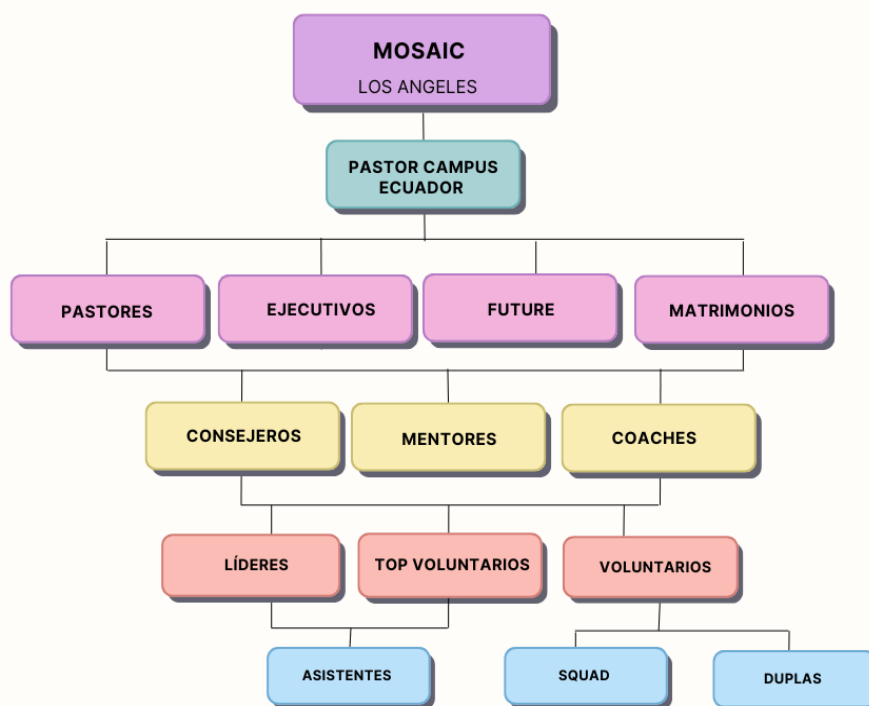 MOSAIC
LOS ANGELES
PASTOR CAMPUS
ECUADOR
PASTORES
EJECUTIVOS
FUTURE
MATRIMONIOS
CONSEJEROS
MENTORES
COACHES
LÍDERES
TOP VOLUNTARIOS
VOLUNTARIOS
ASISTENTES
SQUAD
DUPLAS